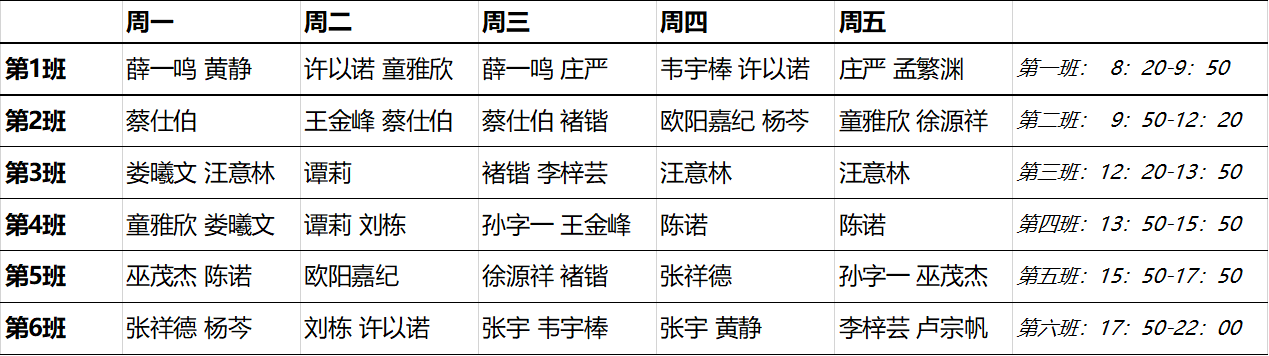 周一 周二 周三 周四 周五
第1班 薛一鸣 黄静 许以诺 童雅欣 薛一鸣 庄严 韦宇棒 许以诺 庄严 孟繁渊 第一班： 8：20-9：50
第2班 蔡仕伯 王金峰 蔡仕伯 蔡仕伯 褚锴 欧阳嘉纪 杨芩 童雅欣 徐源祥 第二班： 9：50-12：20
第3班 娄曦文 汪意林 谭莉 褚锴 李梓芸 汪意林 汪意林 第三班：12：20-13：50
第4班 童雅欣 娄曦文 谭莉 刘栋 孙字一 王金峰 陈诺 陈诺 第四班：13：50-15：50
第5班 巫茂杰 陈诺 欧阳嘉纪 徐源祥 褚锴 张祥德 孙字一 巫茂杰 第五班：15：50-17：50
第6班 张祥德 杨芩 刘栋 许以诺 张宇 韦宇棒 张宇 黄静 李梓芸 卢宗帆 第六班：17：50-22：00